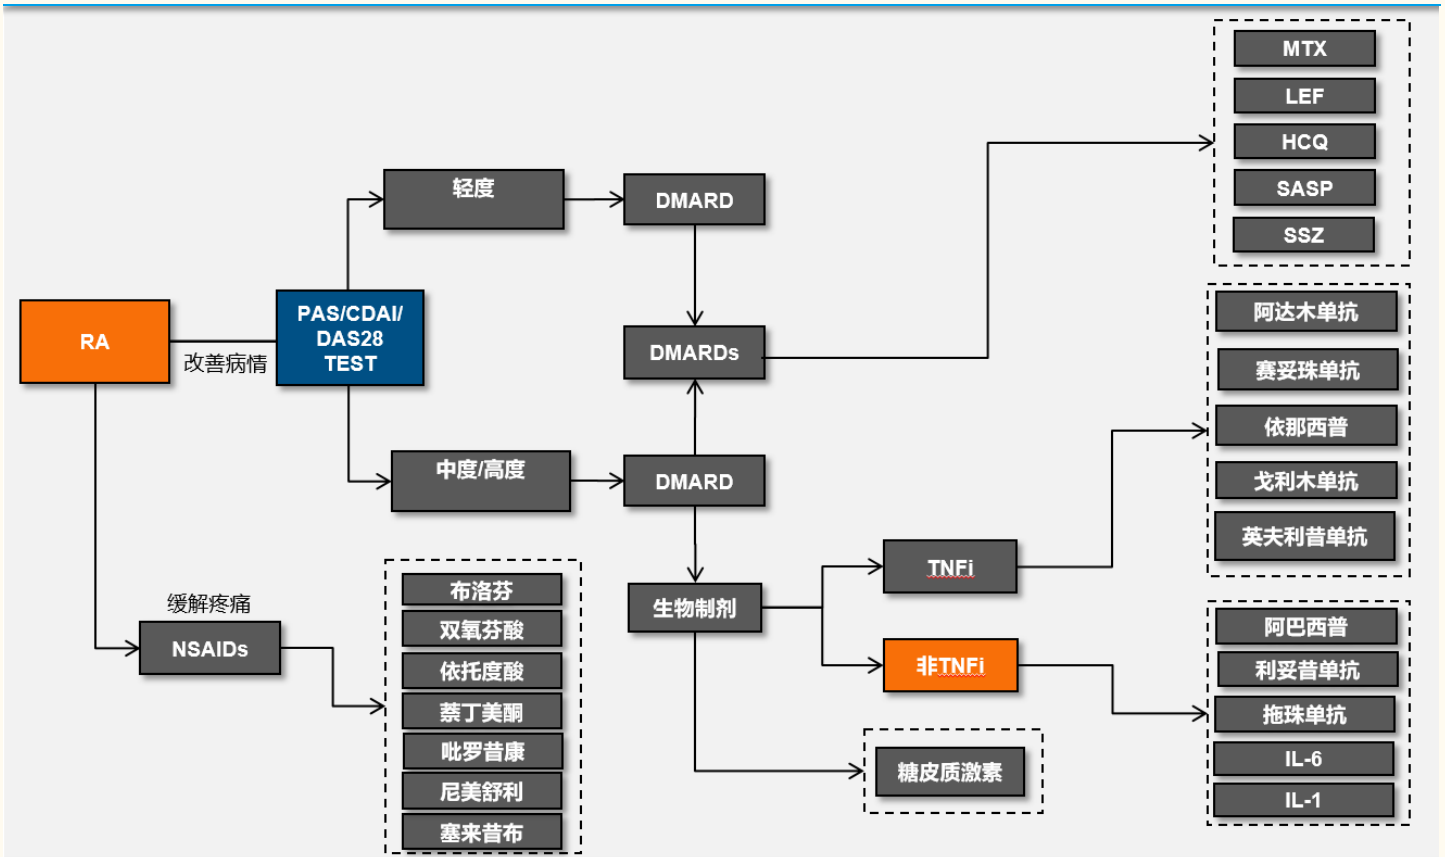 RA
改善病情
PAS/CDAI/
DAS28
TEST
轻度
DMARD
DMARDs
中度/高度
DMARD
生物制剂
TNFi
非TNFi
糖皮质激素
缓解疼痛
NSAIDs
布洛芬
双氧芬酸
依托度酸
萘丁美酮
吡罗昔康
尼美舒利
塞来昔布
MTX
LEF
HCQ
SASP
SSZ
阿达木单抗
赛妥珠单抗
依那西普
戈利木单抗
英夫利昔单抗
阿巴西普
利妥昔单抗
拖珠单抗
IL-6
IL-1